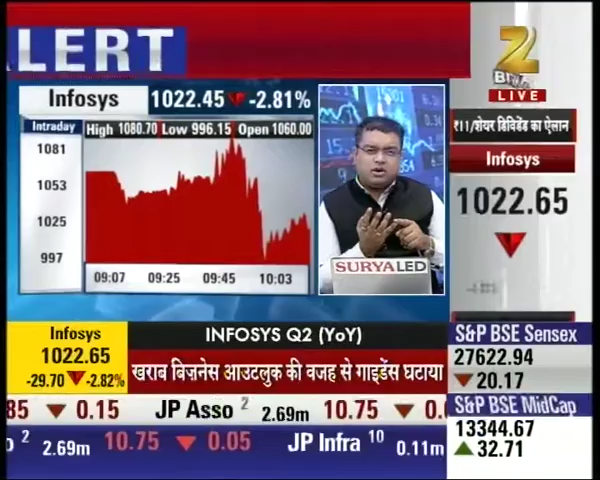 LERT
Z
LIVE
Infosys 1022.45 -2.81%
Intraday High 1080.70 Low 996.15 Open 1060.00
1081
1053
1025
997
09:07 09:25 09:45 10:03
SURYA LED
₹11/शेयर डिविडेंड का ऐलान
Infosys
1022.65
Infosys
1022.65
-29.70 -2.82%
INFOSYS Q2 (YoY)
खराब बिज़नेस आउटलुक की वजह से गाइडेंस घटाया
S&P BSE Sensex
27622.94
20.17
S&P BSE MidCap
13344.67
32.71
85 0.15 JP Asso 2 2.69m 10.75 0.0
o 2 2.69m 10.75 0.05 JP Infra 10 0.11m